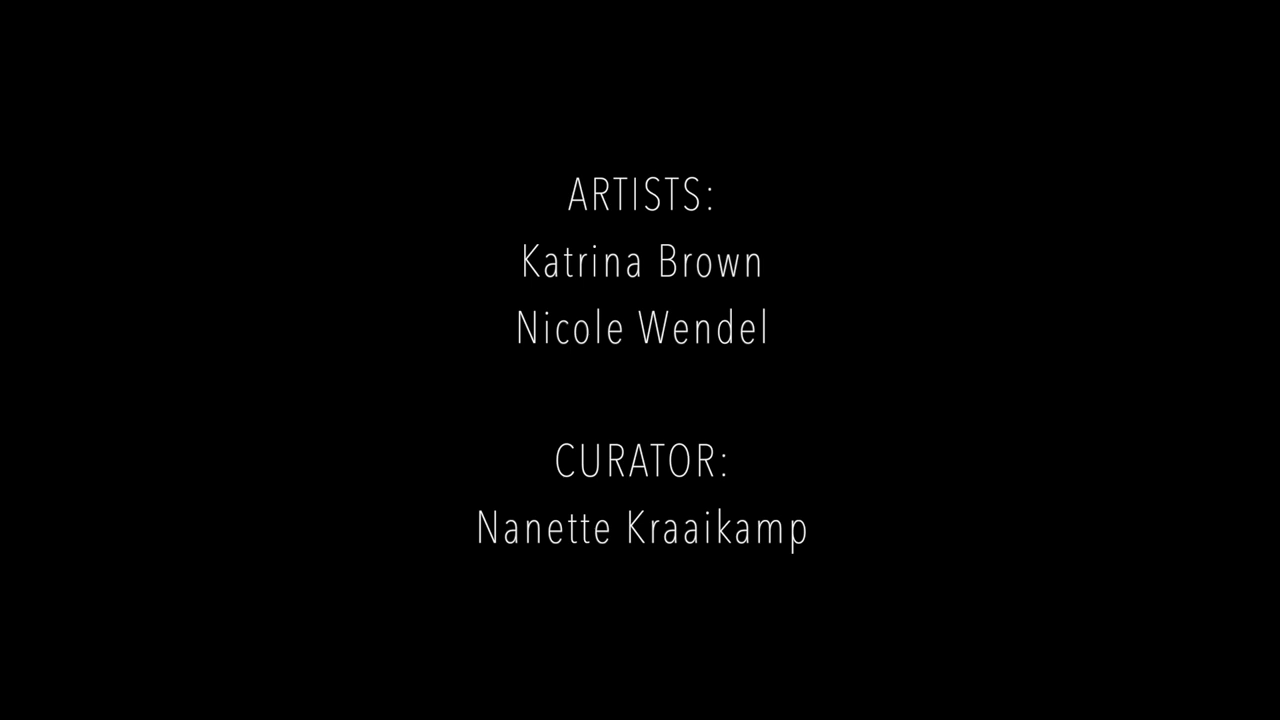 ARTISTS:
Katrina Brown
Nicole Wendel
CURATOR:
Nanette Kraaikamp